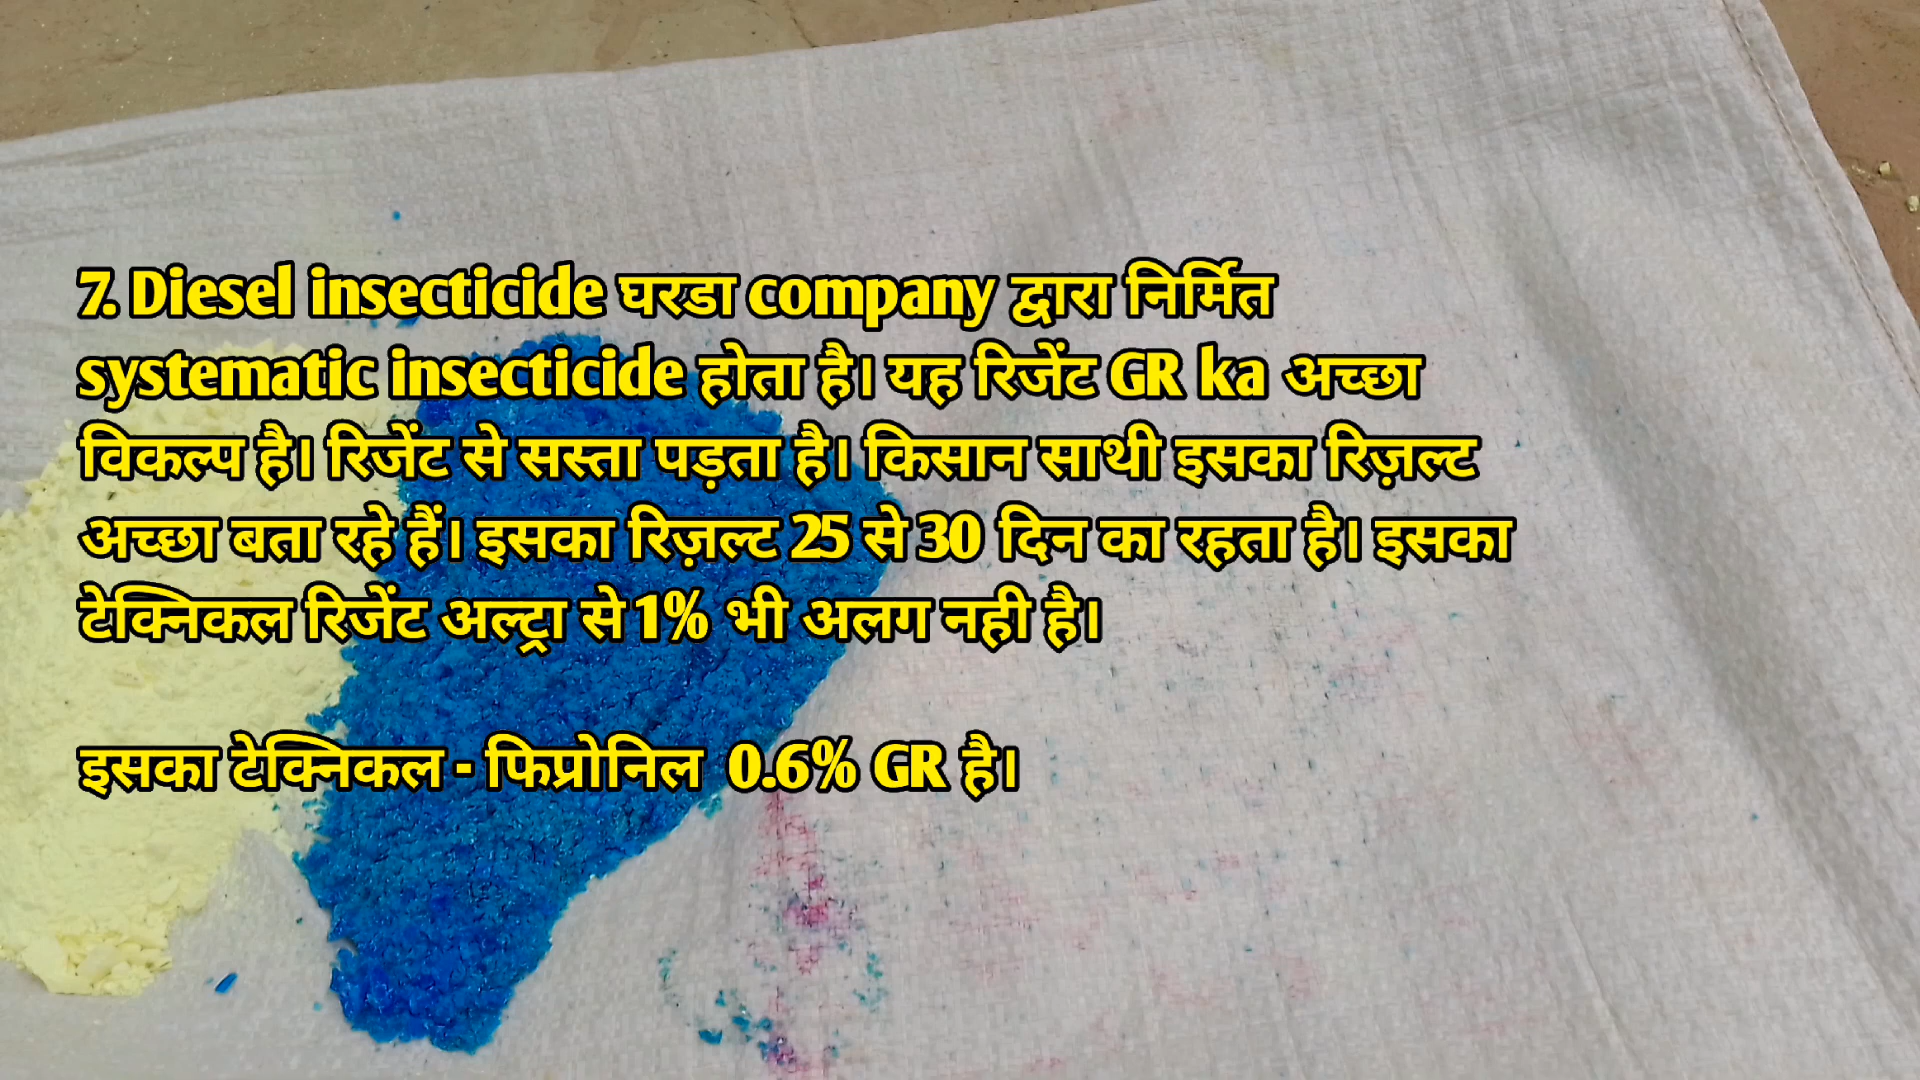 7. Diesel insecticide घरडा company द्वारा निर्मित
systematic insecticide होता है। यह रिजेंट GR ka अच्छा
विकल्प है। रिजेंट से सस्ता पड़ता है। किसान साथी इसका रिज़ल्ट
अच्छा बता रहे हैं। इसका रिज़ल्ट 25 से 30 दिन का रहता है। इसका
टेक्निकल रिजेंट अल्ट्रा से 1% भी अलग नही है।
इसका टेक्निकल - फिप्रोनिल 0.6% GR है।